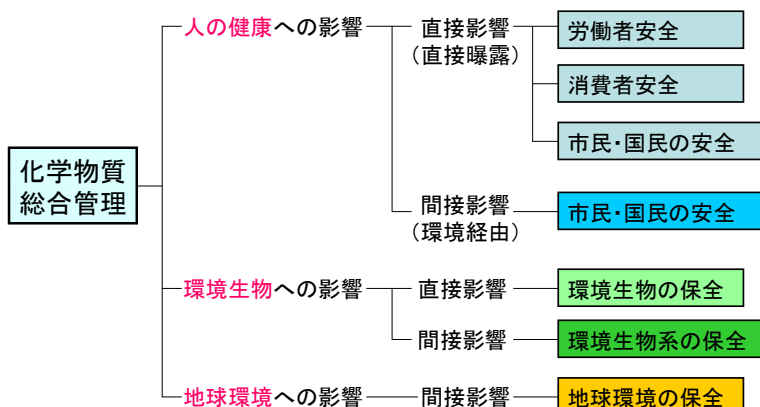 化学物質
総合管理
人の健康への影響
直接影響
(直接曝露)
労働者安全
消費者安全
市民・国民の安全
間接影響
(環境経由)
市民・国民の安全
環境生物への影響
直接影響
環境生物の保全
間接影響
環境生物系の保全
地球環境への影響
間接影響
地球環境の保全